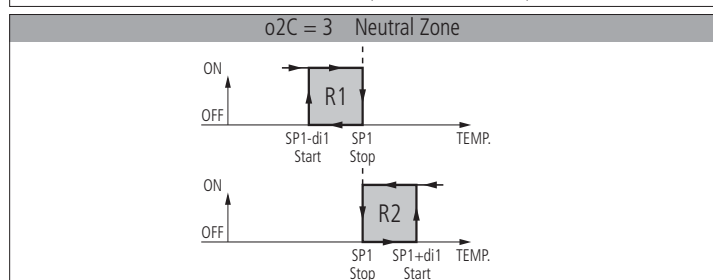 o2C = 3 Neutral Zone
ON
R1
OFF
SP1-di1 SP1 TEMP.
Start Stop
ON
R2
OFF
SP1 SP1+di1 TEMP.
Stop Start